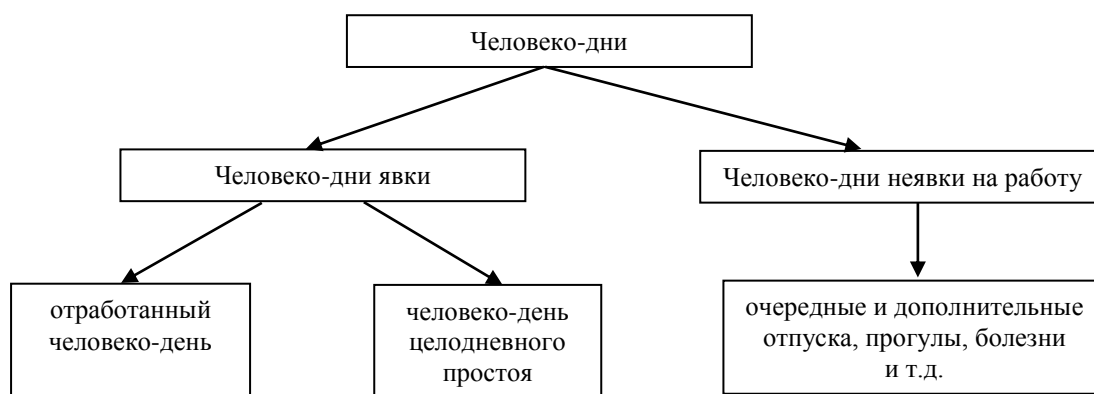 Человеко-дни
Человеко-дни явки
Человеко-дни неявки на работу
отработанный
человеко-день
человеко-день
целодневного
простоя
очередные и дополнительные
отпуска, прогулы, болезни
и т.д.